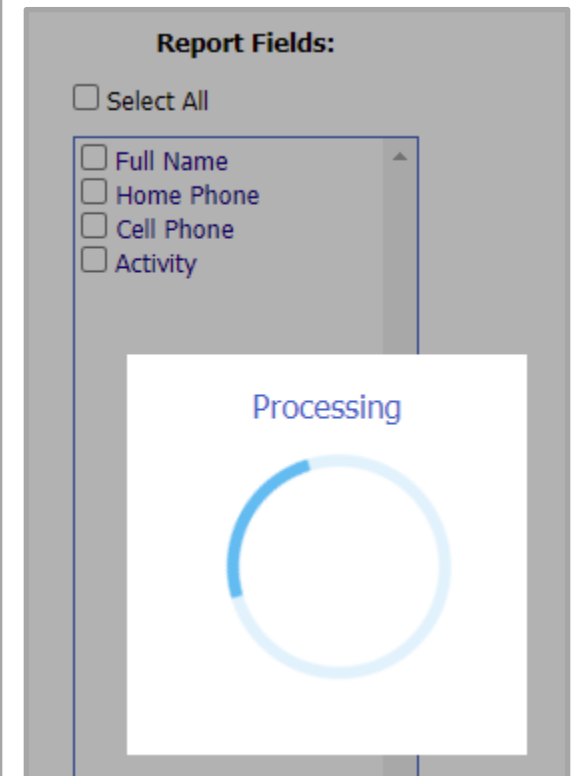 Report Fields:
Select All
Full Name
Home Phone
Cell Phone
Activity
Processing